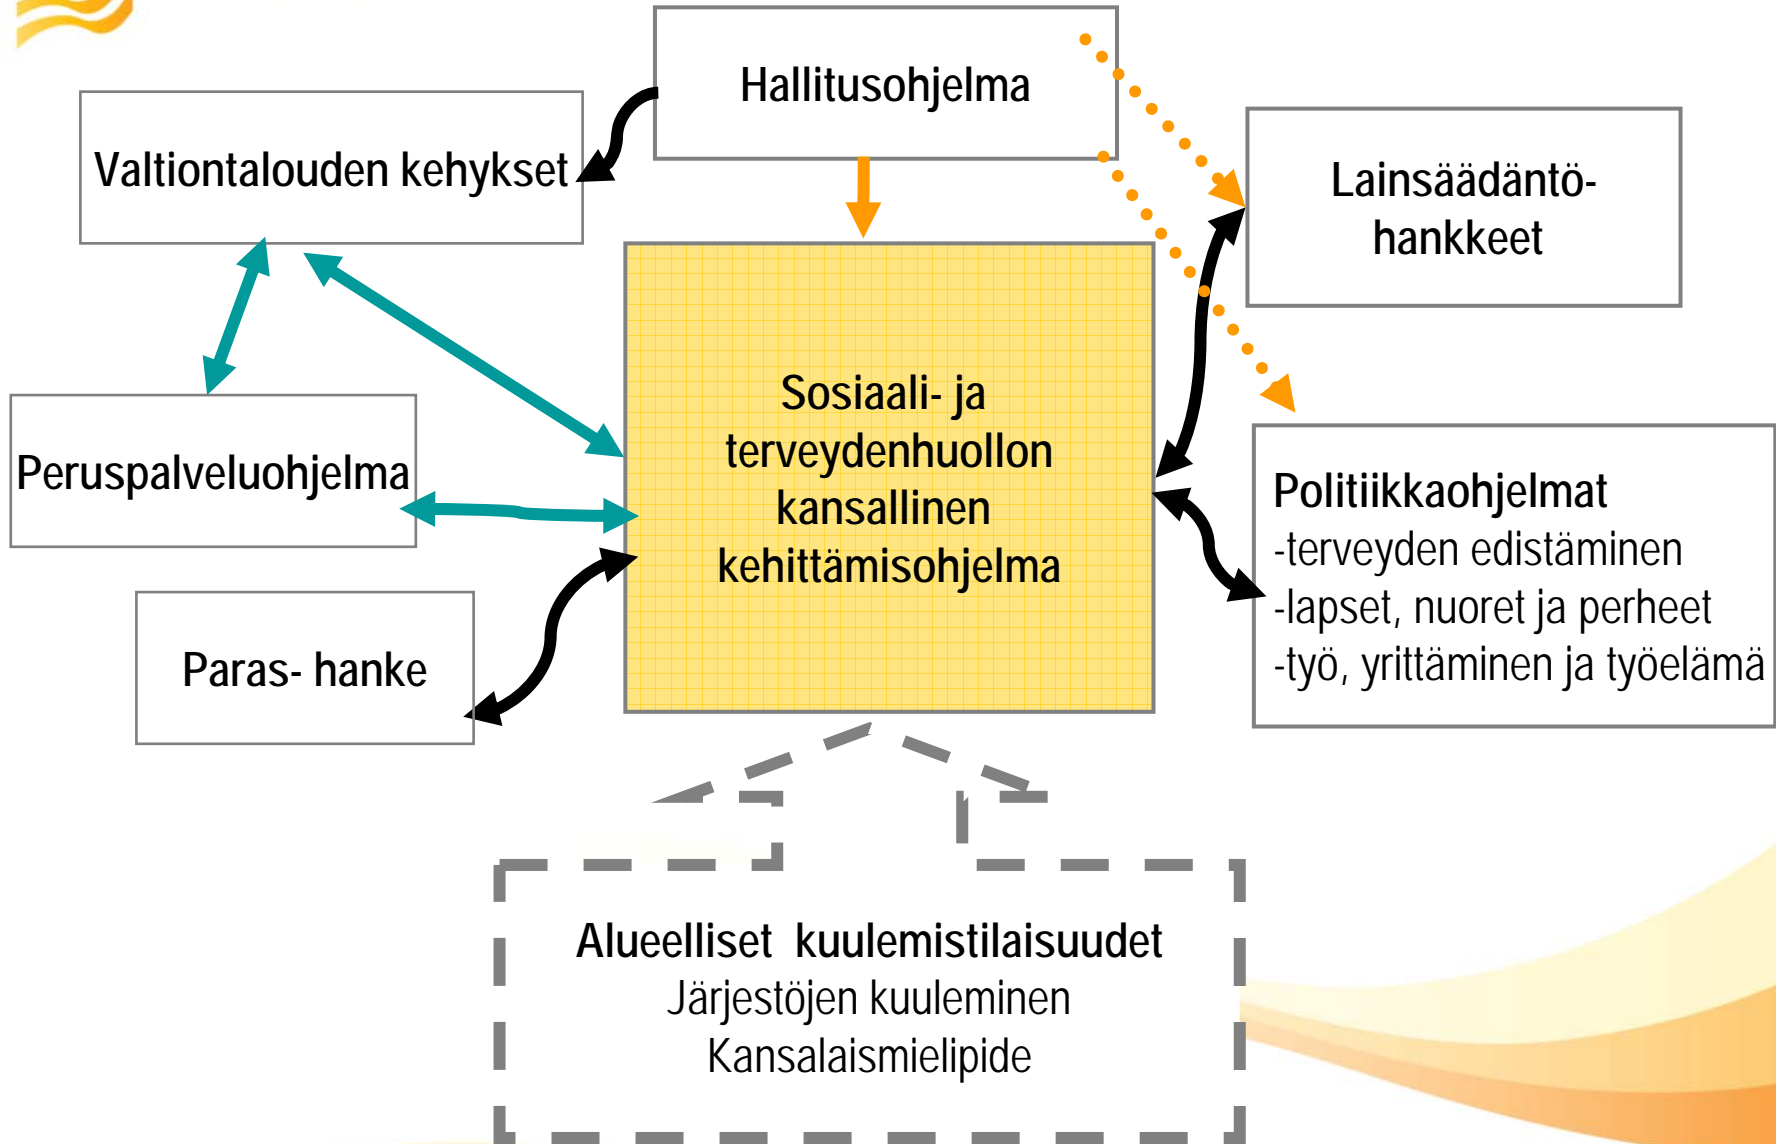 Hallitusohjelma
Valtiontalouden kehykset
Lainsäädäntö-
hankkeet
Sosiaali- ja
terveydenhuollon
kansallinen
kehittämisohjelma
Peruspalveluohjelma
Politiikkaohjelmat
-terveyden edistäminen
-lapset, nuoret ja perheet
-työ, yrittäminen ja työelämä
Paras- hanke
Alueelliset kuulemistilaisuudet
Järjestöjen kuuleminen
Kansalaismielipide